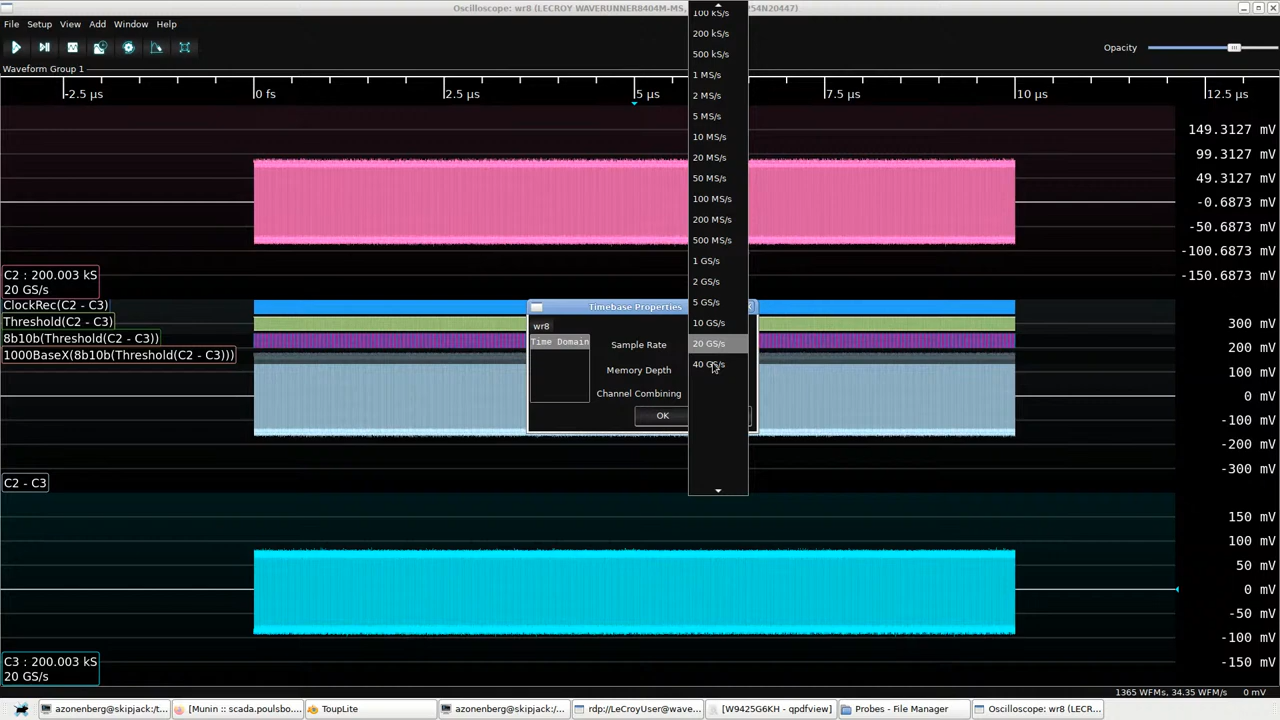 Oscilloscope: wr8 (LECROY WAVERUNNER8404M-MS, 54N20447)
File Setup View Add Window Help
Opacity
Waveform Group 1
-2.5 µs 0 fs 2.5 µs 5 µs 7.5 µs 10 µs 12.5 µs
149.3127 mV
99.3127 mV
49.3127 mV
-0.6873 mV
-50.6873 mV
-100.6873 mV
-150.6873 mV
C2 : 200.003 kS
20 GS/s
ClockRec(C2 - C3)
Threshold(C2 - C3)
8b10b(Threshold(C2 - C3))
1000BaseX(8b10b(Threshold(C2 - C3)))
300 mV
200 mV
100 mV
0 mV
-100 mV
-200 mV
-300 mV
C2 - C3
Timebase Properties
wr8
Time Domain
Sample Rate
Memory Depth
Channel Combining
OK
100 kS/s
200 kS/s
500 kS/s
1 MS/s
2 MS/s
5 MS/s
10 MS/s
20 MS/s
50 MS/s
100 MS/s
200 MS/s
500 MS/s
1 GS/s
2 GS/s
5 GS/s
10 GS/s
20 GS/s
40 GS/s
150 mV
100 mV
50 mV
0 mV
-50 mV
-100 mV
-150 mV
C3 : 200.003 kS
20 GS/s
1365 WFMs, 34.35 WFM/s 0 mV
azonenberg@skipjack:/t... [Munin :: scada.poulsbo... ToupLite azonenberg@skipjack:/... rdp://LeCroyUser@wave... [W9425G6KH - qpdfview] Probes - File Manager Oscilloscope: wr8 (LECR...